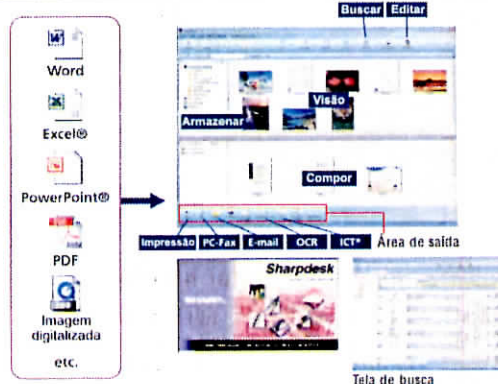 Word
Excel®
PowerPoint®
PDF
Imagem
digitalizada
etc.
Buscar Editar
Visão
Armazenar
Compor
Impressão PC-Fax E-mail OCR ICT*
Área de saída
Sharpdesk
Tela de busca